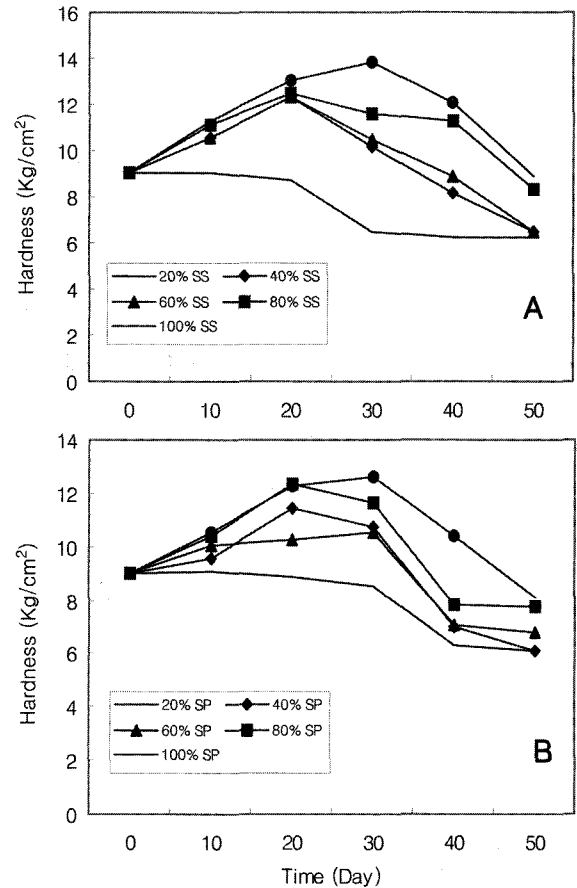 16
14
12
10
8
6
4
2
0
Hardness (Kg/cm²)
20% SS 40% SS
60% SS 80% SS
100% SS
A
0 10 20 30 40 50
14
12
10
8
6
4
2
0
Hardness (Kg/cm²)
20% SP 40% SP
60% SP 80% SP
100% SP
B
0 10 20 30 40 50
Time (Day)